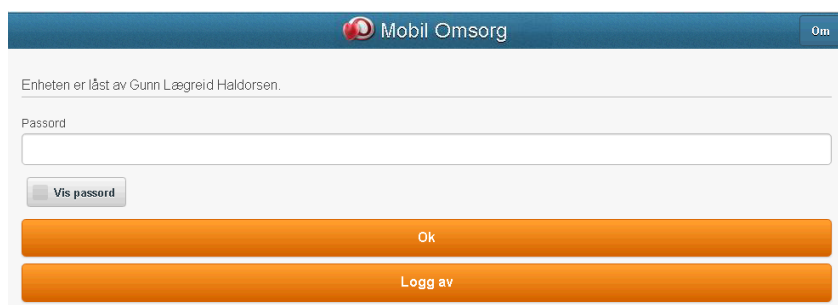 Mobil Omsorg
Om
Enheten er låst av Gunn Lægreid Haldorsen.
Passord
Vis passord
Ok
Logg av